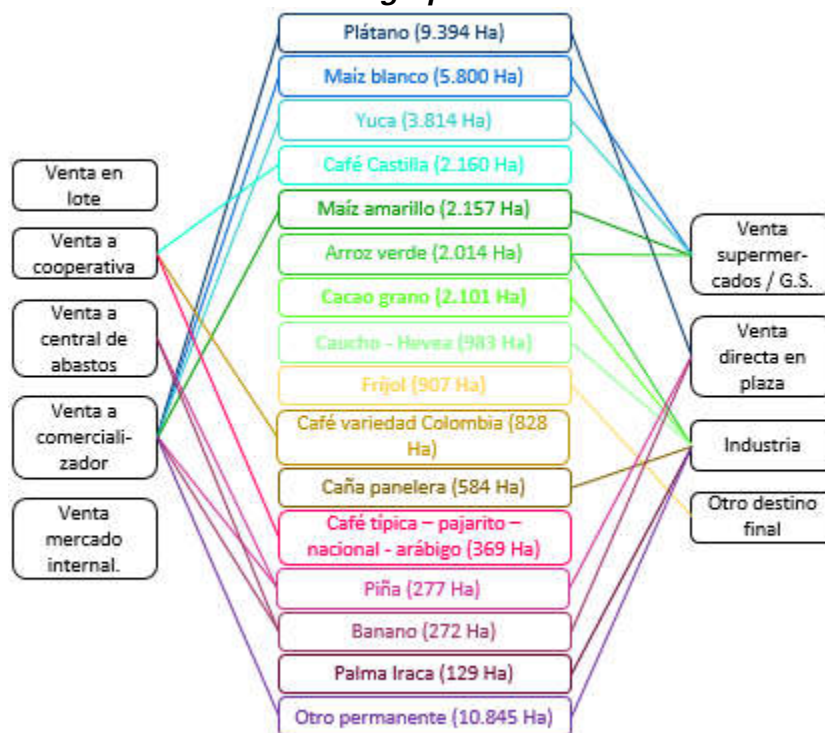 Plátano (9.394 Ha)
Maíz blanco (5.800 Ha)
Yuca (3.814 Ha)
Café Castilla (2.160 Ha)
Maíz amarillo (2.157 Ha)
Arroz verde (2.014 Ha)
Cacao grano (2.101 Ha)
Caucho - Hevea (983 Ha)
Fríjol (907 Ha)
Café variedad Colombia (828
Ha)
Caña panelera (584 Ha)
Café típica – pajarito –
nacional - arábigo (369 Ha)
Piña (277 Ha)
Banano (272 Ha)
Palma Iraca (129 Ha)
Otro permanente (10.845 Ha)
Venta en
lote
Venta a
cooperativa
Venta a
central de
abastos
Venta a
comerciali-
zador
Venta
mercado
internal.
Venta
supermer-
cados / G.S.
Venta
directa en
plaza
Industria
Otro destino
final